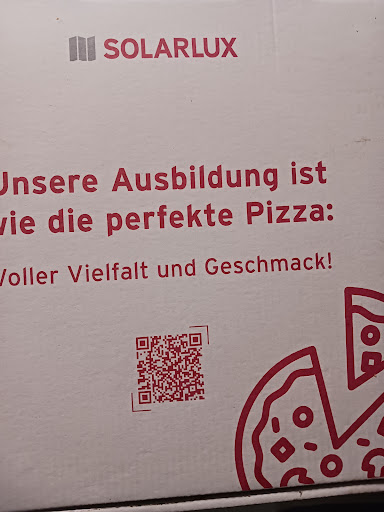 SOLARLUX
Unsere Ausbildung ist
wie die perfekte Pizza:
Voller Vielfalt und Geschmack!